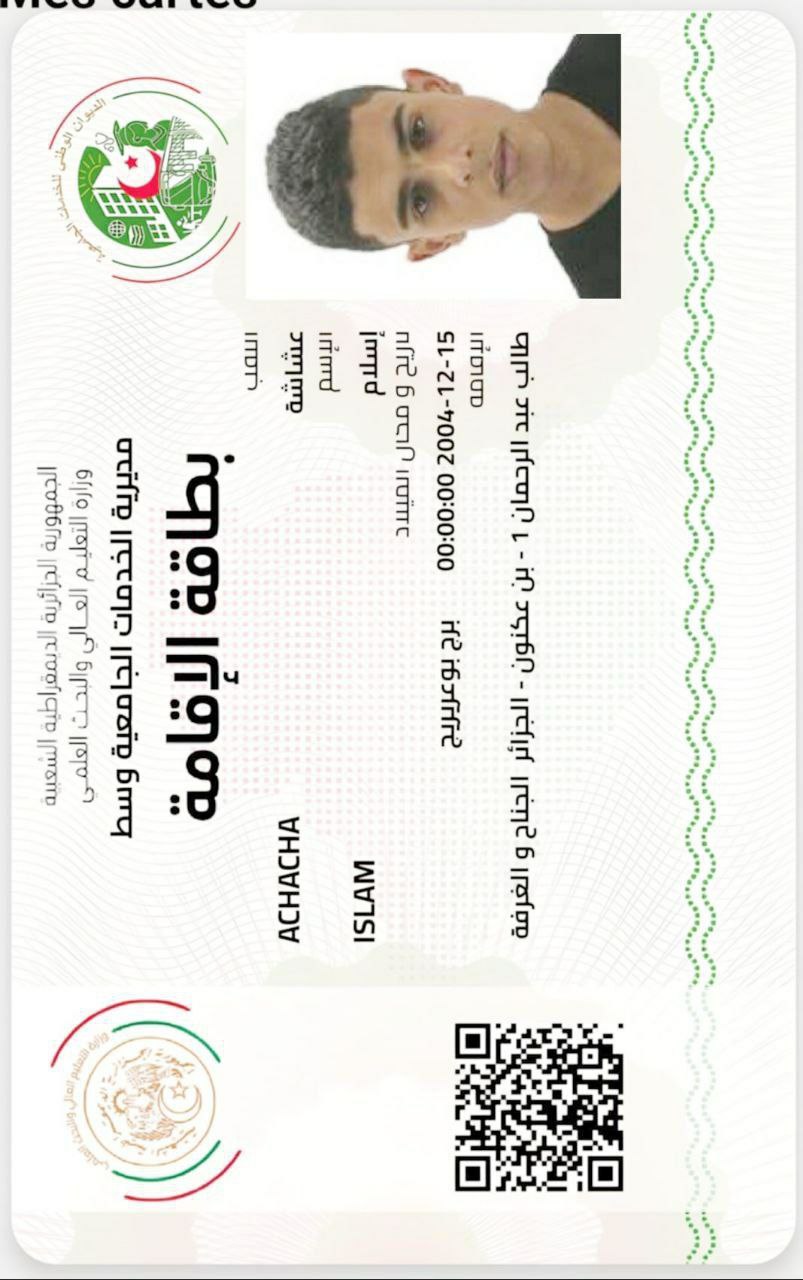 Mes cartes
الجمهورية الجزائرية الديمقراطية الشعبية
وزارة التعليم العالي والبحث العلمي
مديرية الخدمات الجامعية وسط
بطاقة الإقامة
الديوان الوطني للخدمات الجامعية
اللقب
عشاشة ACHACHA
الإسم
إسلام ISLAM
تاريخ و مكان الميلاد
2004-12-15 00:00:00 برج بوعريريج
الإقامة
طالب عبد الرحمان 1 - بن عكنون - الجزائر الجناح و الغرفة
وزارة التعليم العالي والبحث العلمي